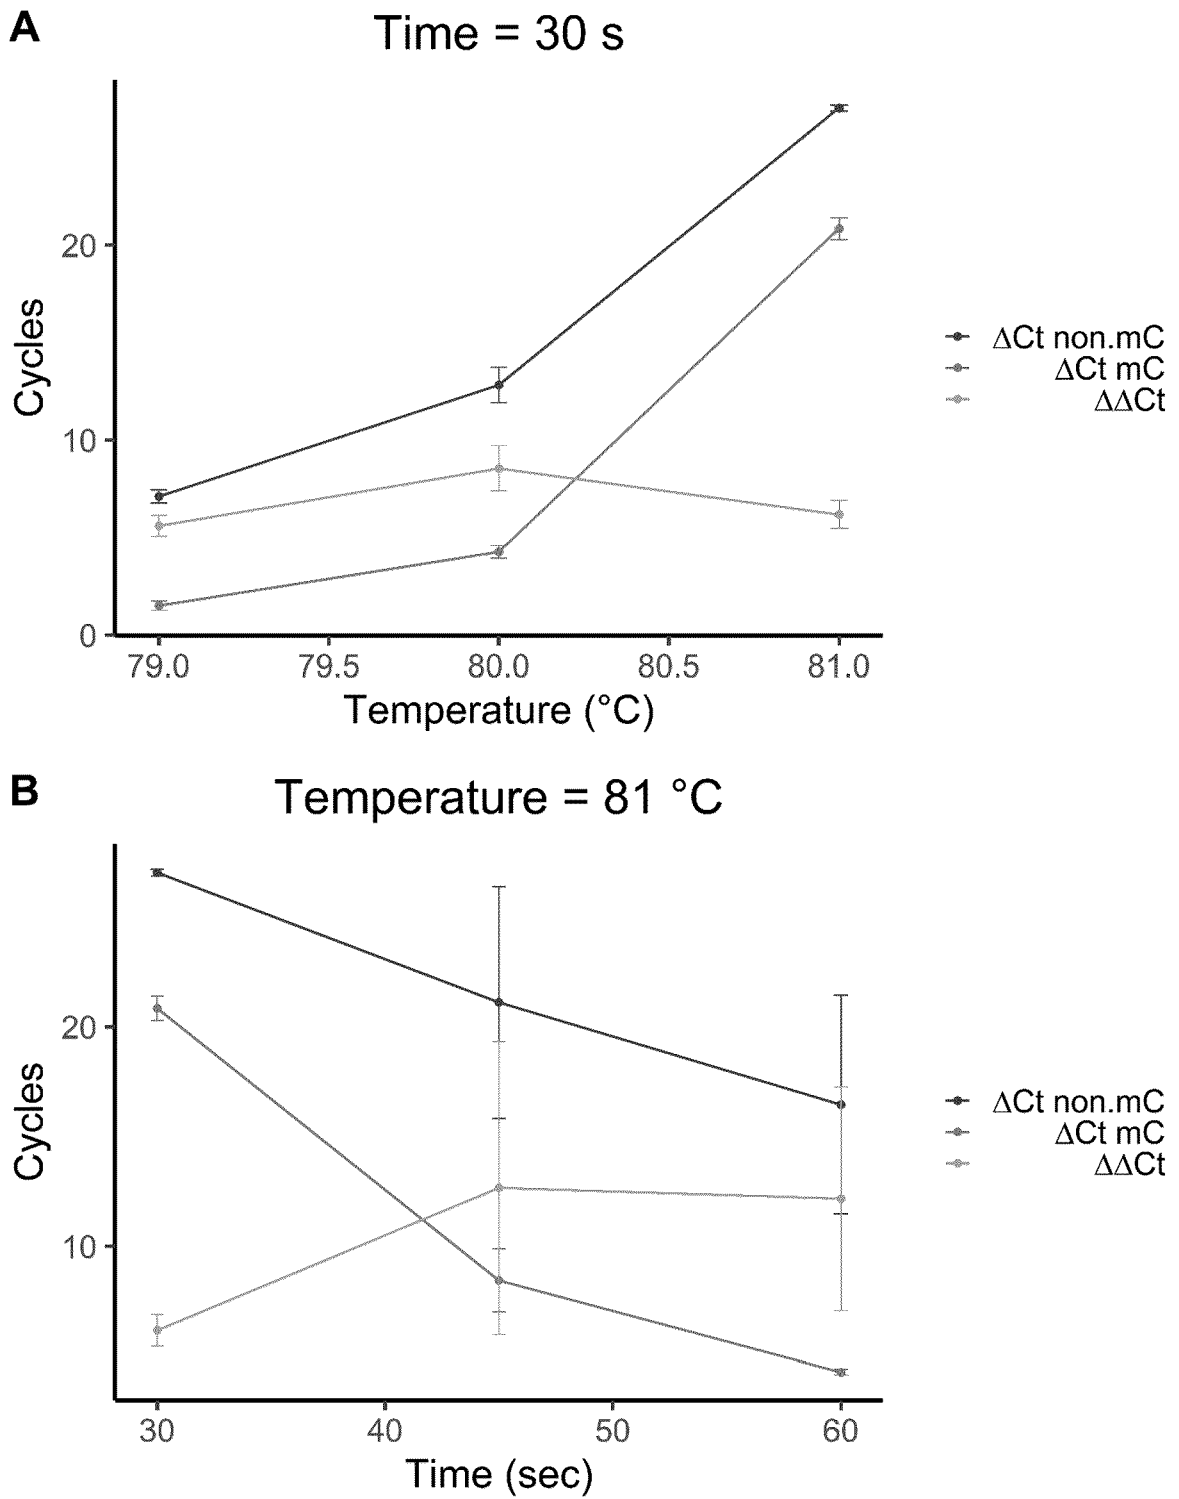 A
Time = 30 s
Cycles
20
10
0
79.0 79.5 80.0 80.5 81.0
Temperature (°C)
ΔCt non.mC
ΔCt mC
ΔΔCt
B
Temperature = 81 °C
Cycles
20
10
30 40 50 60
Time (sec)
ΔCt non.mC
ΔCt mC
ΔΔCt